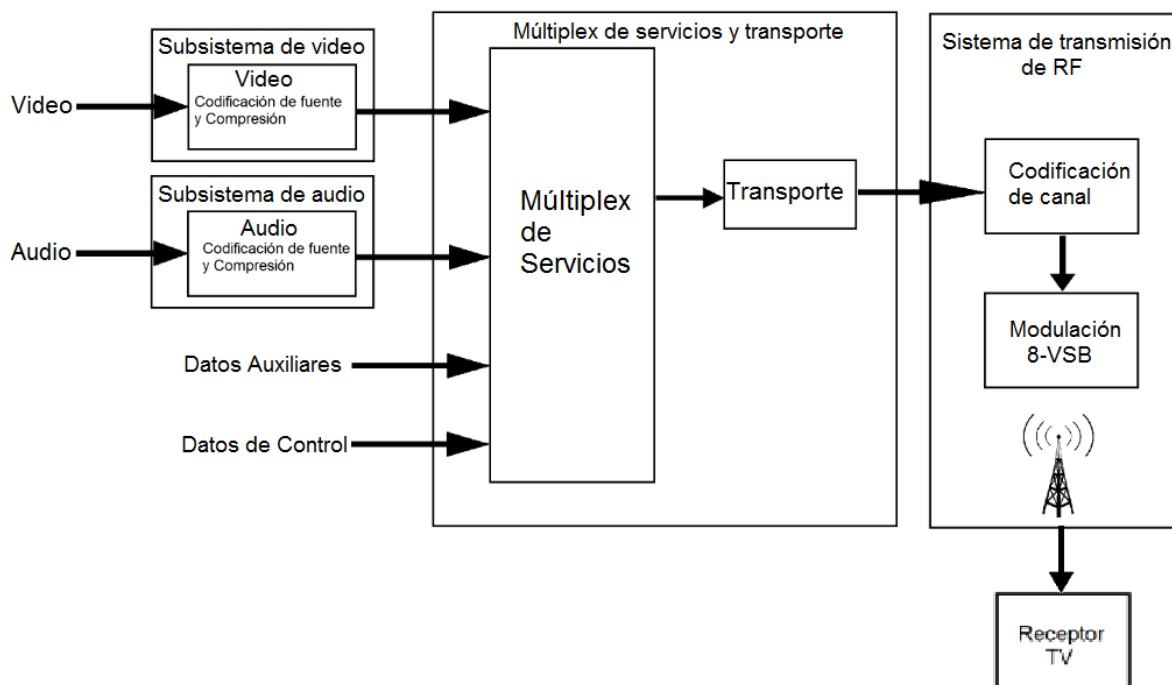 Subsistema de video
Video
Codificación de fuente
y Compresión
Video
Subsistema de audio
Audio
Codificación de fuente
y Compresión
Audio
Datos Auxiliares
Datos de Control
Múltiplex de servicios y transporte
Múltiplex
de
Servicios
Transporte
Sistema de transmisión
de RF
Codificación
de canal
Modulación
8-VSB
Receptor
TV